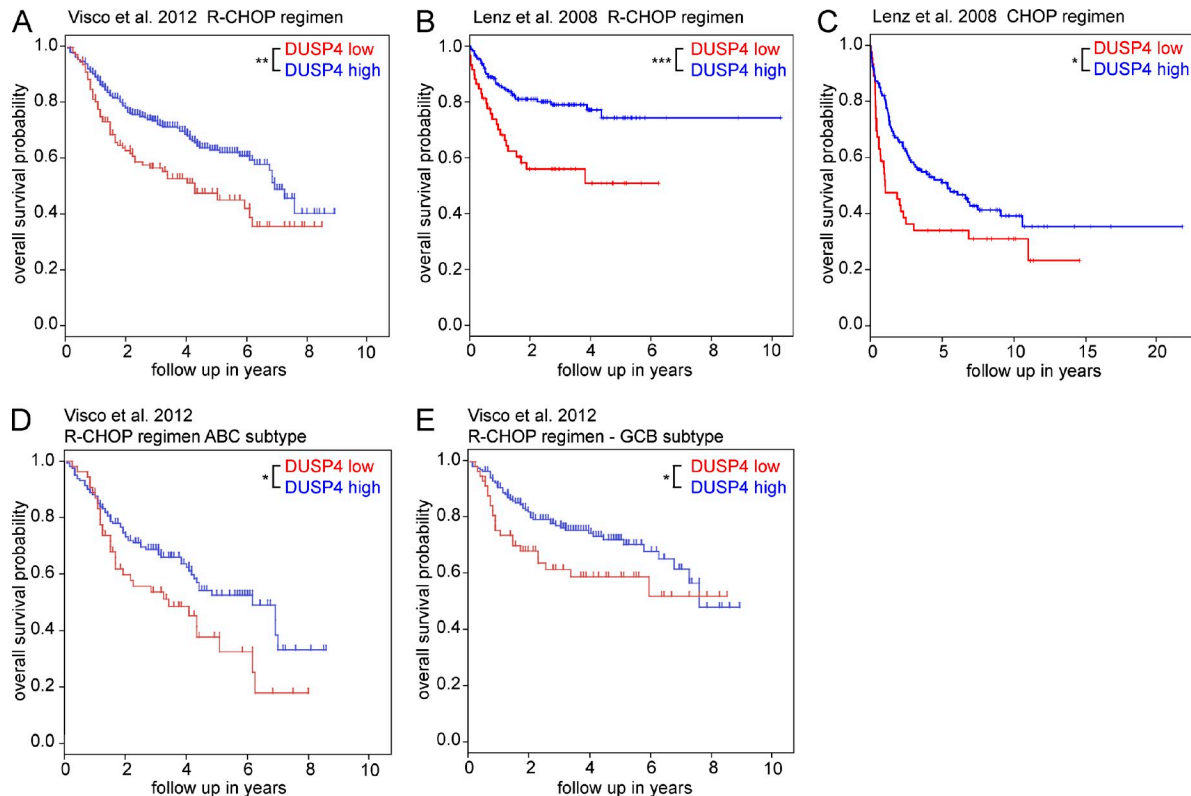 A
Visco et al. 2012 R-CHOP regimen
1.0
0.8
0.6
0.4
0.2
0.0
overall survival probability
**
DUSP4 low
DUSP4 high
0 2 4 6 8 10
follow up in years
B
Lenz et al. 2008 R-CHOP regimen
1.0
0.8
0.6
0.4
0.2
0.0
overall survival probability
***
DUSP4 low
DUSP4 high
0 2 4 6 8 10
follow up in years
C
Lenz et al. 2008 CHOP regimen
1.0
0.8
0.6
0.4
0.2
0.0
overall survival probability
*
DUSP4 low
DUSP4 high
0 5 10 15 20
follow up in years
D
Visco et al. 2012
R-CHOP regimen ABC subtype
1.0
0.8
0.6
0.4
0.2
0.0
overall survival probability
*
DUSP4 low
DUSP4 high
0 2 4 6 8 10
follow up in years
E
Visco et al. 2012
R-CHOP regimen - GCB subtype
1.0
0.8
0.6
0.4
0.2
0.0
overall survival probability
*
DUSP4 low
DUSP4 high
0 2 4 6 8 10
follow up in years